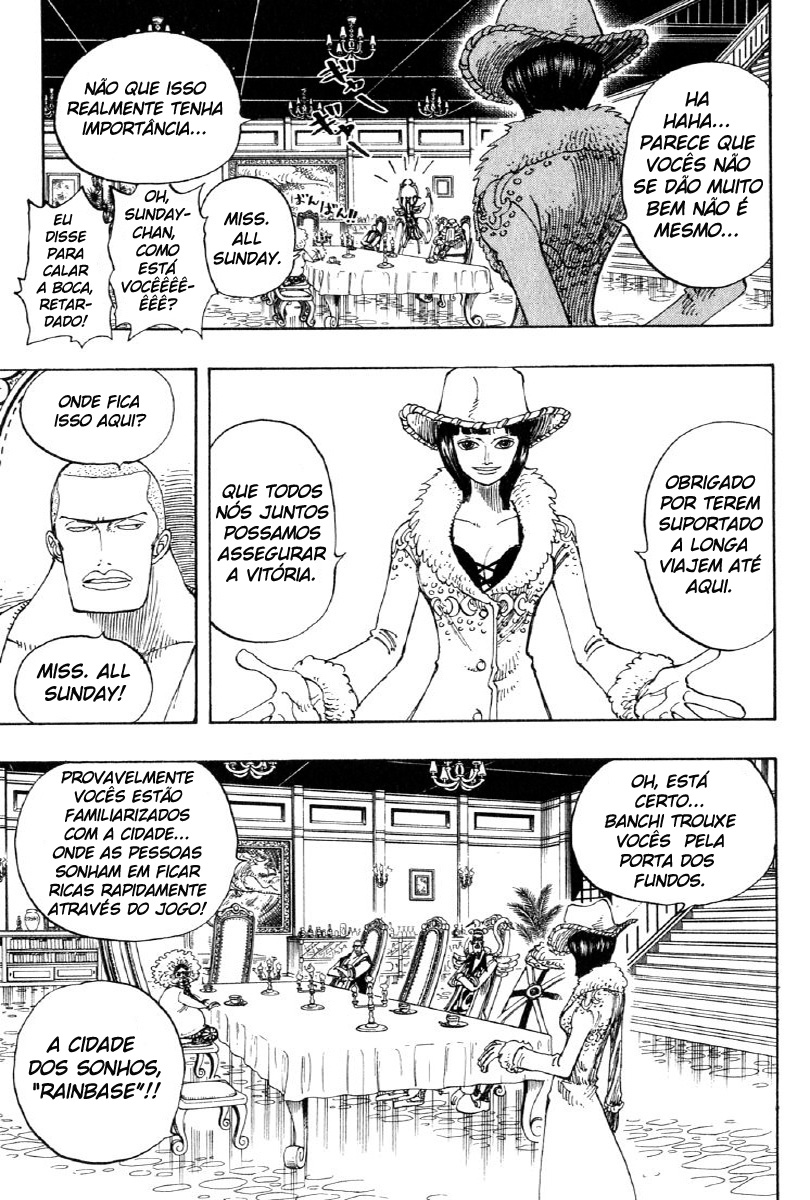 HA
HAHA...
PARECE QUE
VOCÊS NÃO
SE DÃO MUITO
BEM NÃO É
MESMO...
NÃO QUE ISSO
REALMENTE TENHA
IMPORTÂNCIA...
MISS.
ALL
SUNDAY.
OH,
SUNDAY-
CHAN,
COMO
ESTÁ
VOCÊÊÊÊ-
ÊÊÊ?
EU
DISSE
PARA
CALAR
A BOCA,
RETAR-
DADO!
ばんばん!!
OBRIGADO
POR TEREM
SUPORTADO
A LONGA
VIAJEM ATÉ
AQUI.
QUE TODOS
NÓS JUNTOS
POSSAMOS
ASSEGURAR
A VITÓRIA.
ONDE FICA
ISSO AQUI?
MISS. ALL
SUNDAY!
OH, ESTÁ
CERTO...
BANCHI TROUXE
VOCÊS PELA
PORTA DOS
FUNDOS.
PROVAVELMENTE
VOCÊS ESTÃO
FAMILIARIZADOS
COM A CIDADE...
ONDE AS PESSOAS
SONHAM EM FICAR
RICAS RAPIDAMENTE
ATRAVÉS DO JOGO!
A CIDADE
DOS SONHOS,
"RAINBASE"!!